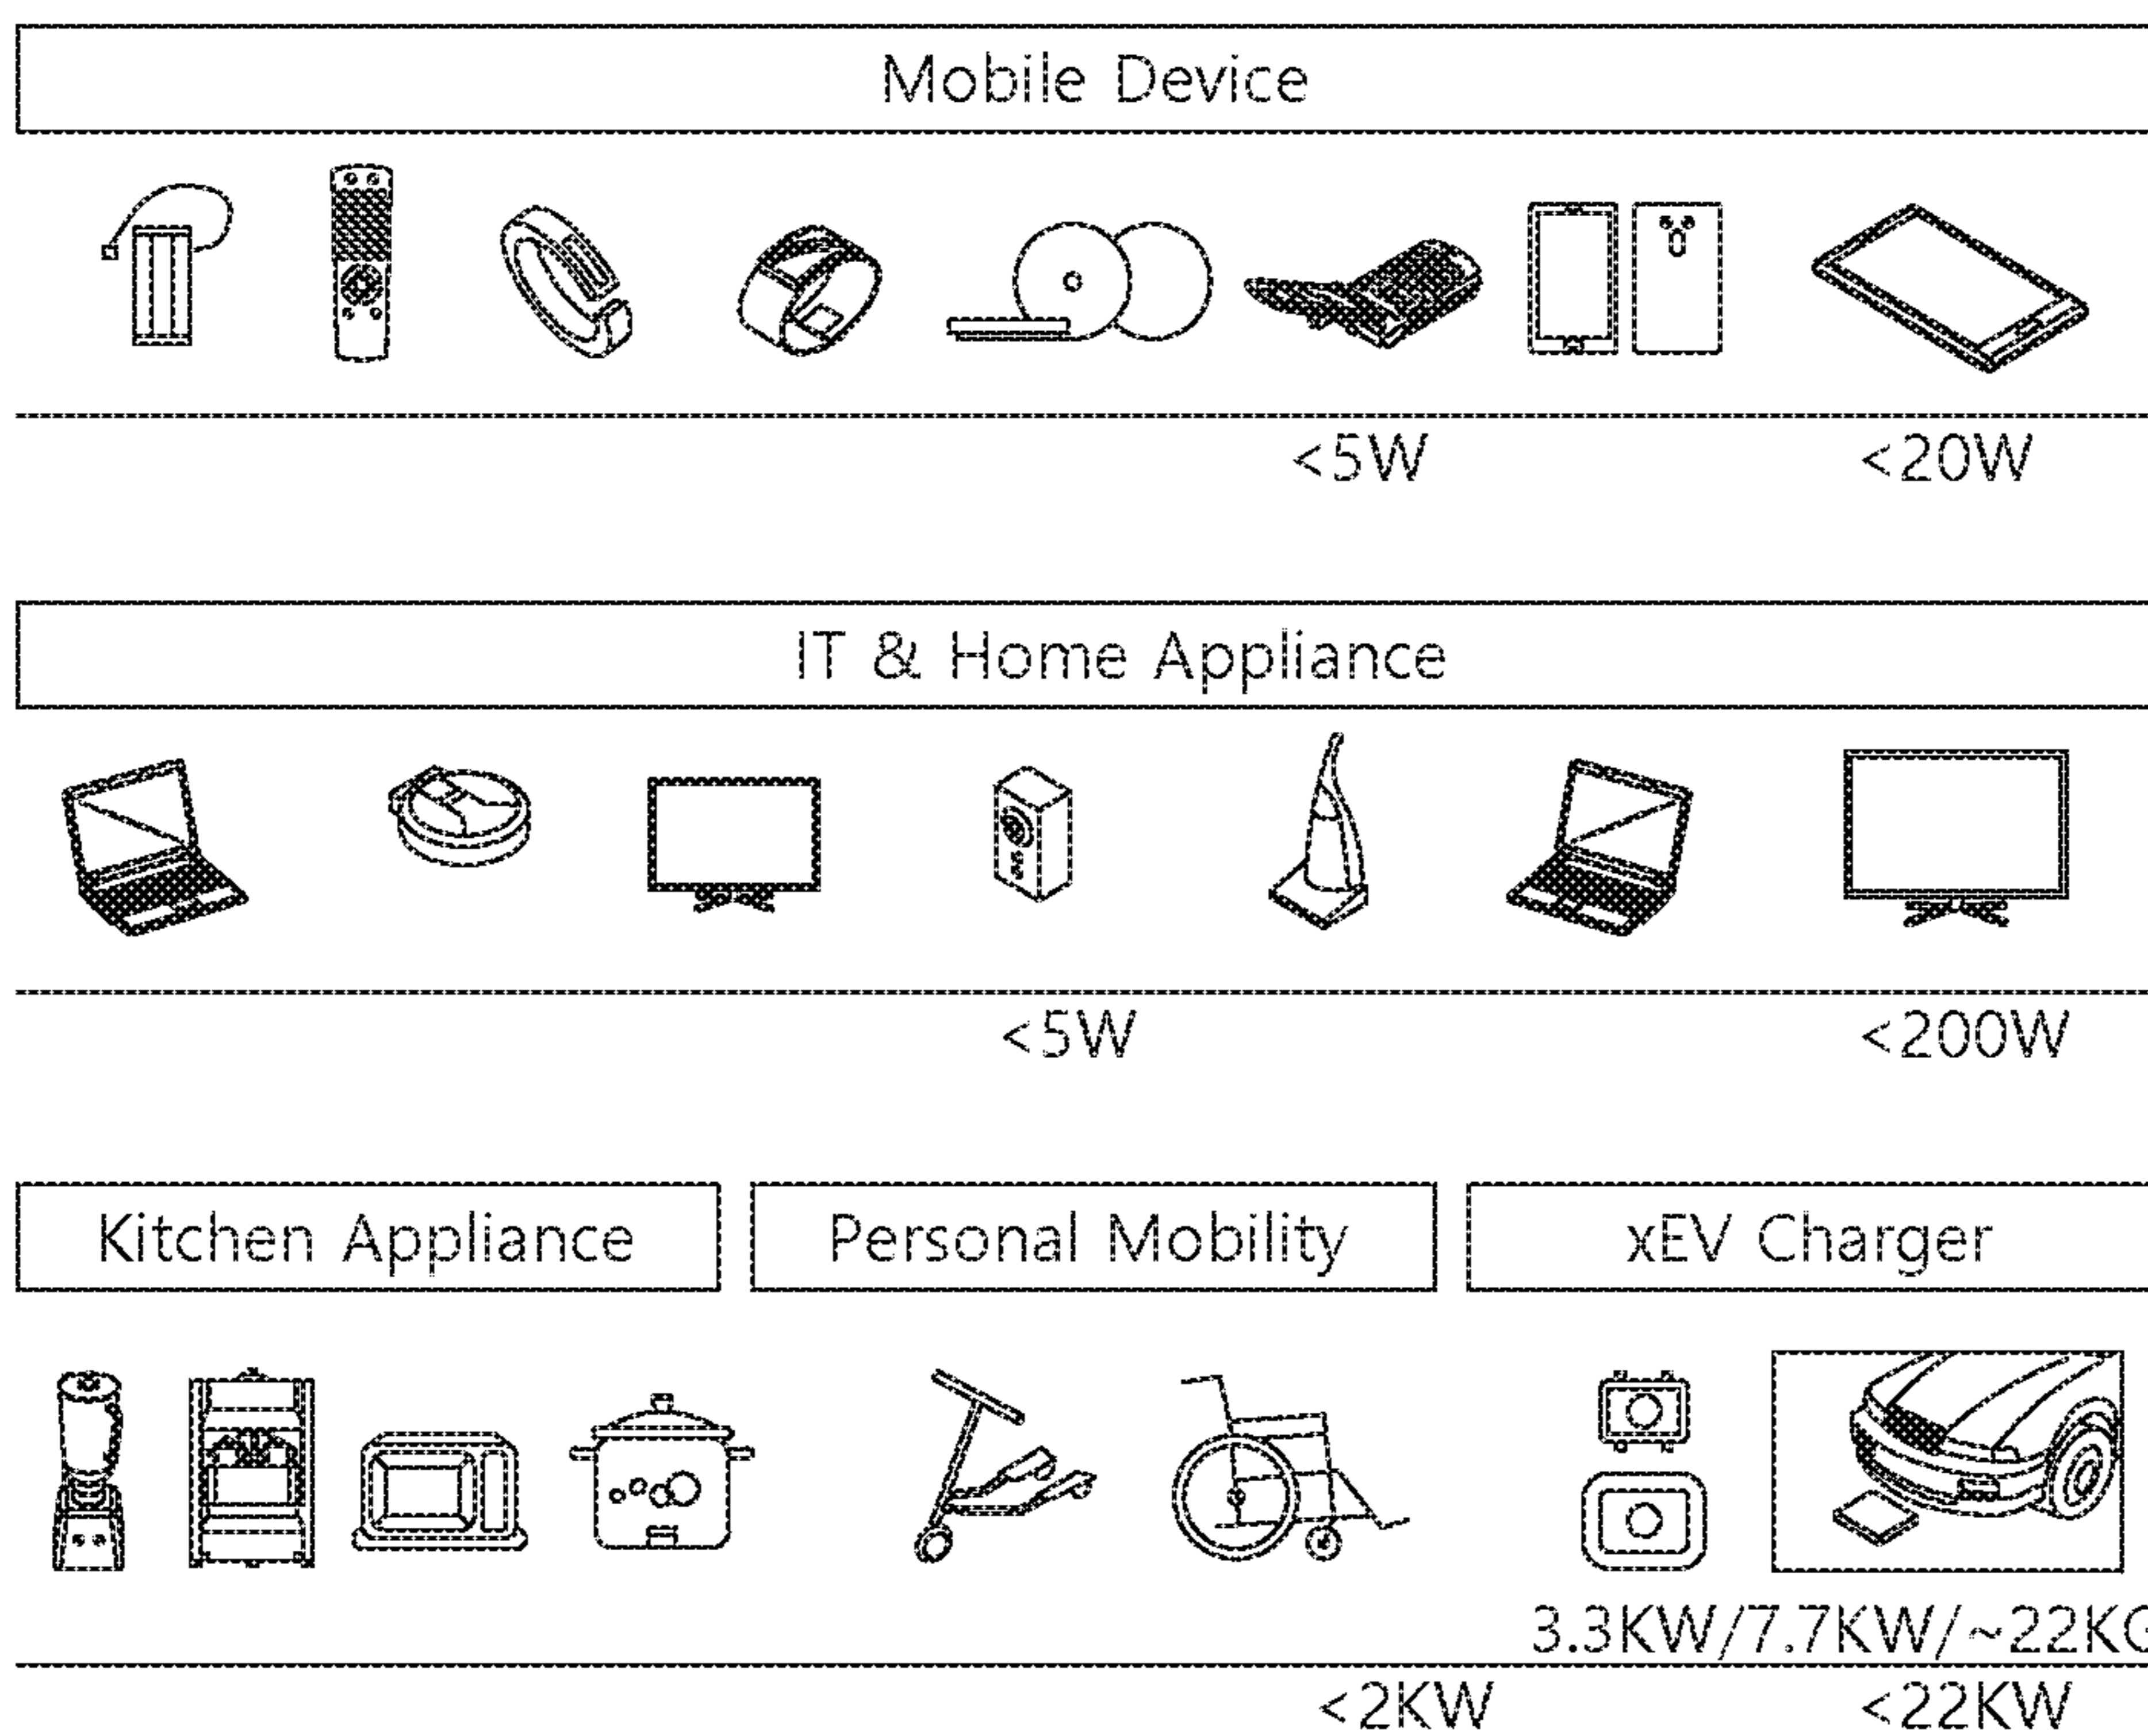 Mobile Device
<5W <20W
IT & Home Appliance
<5W <200W
Kitchen Appliance Personal Mobility xEV Charger
3.3KW/7.7KW/~22KG
<2KW <22KW